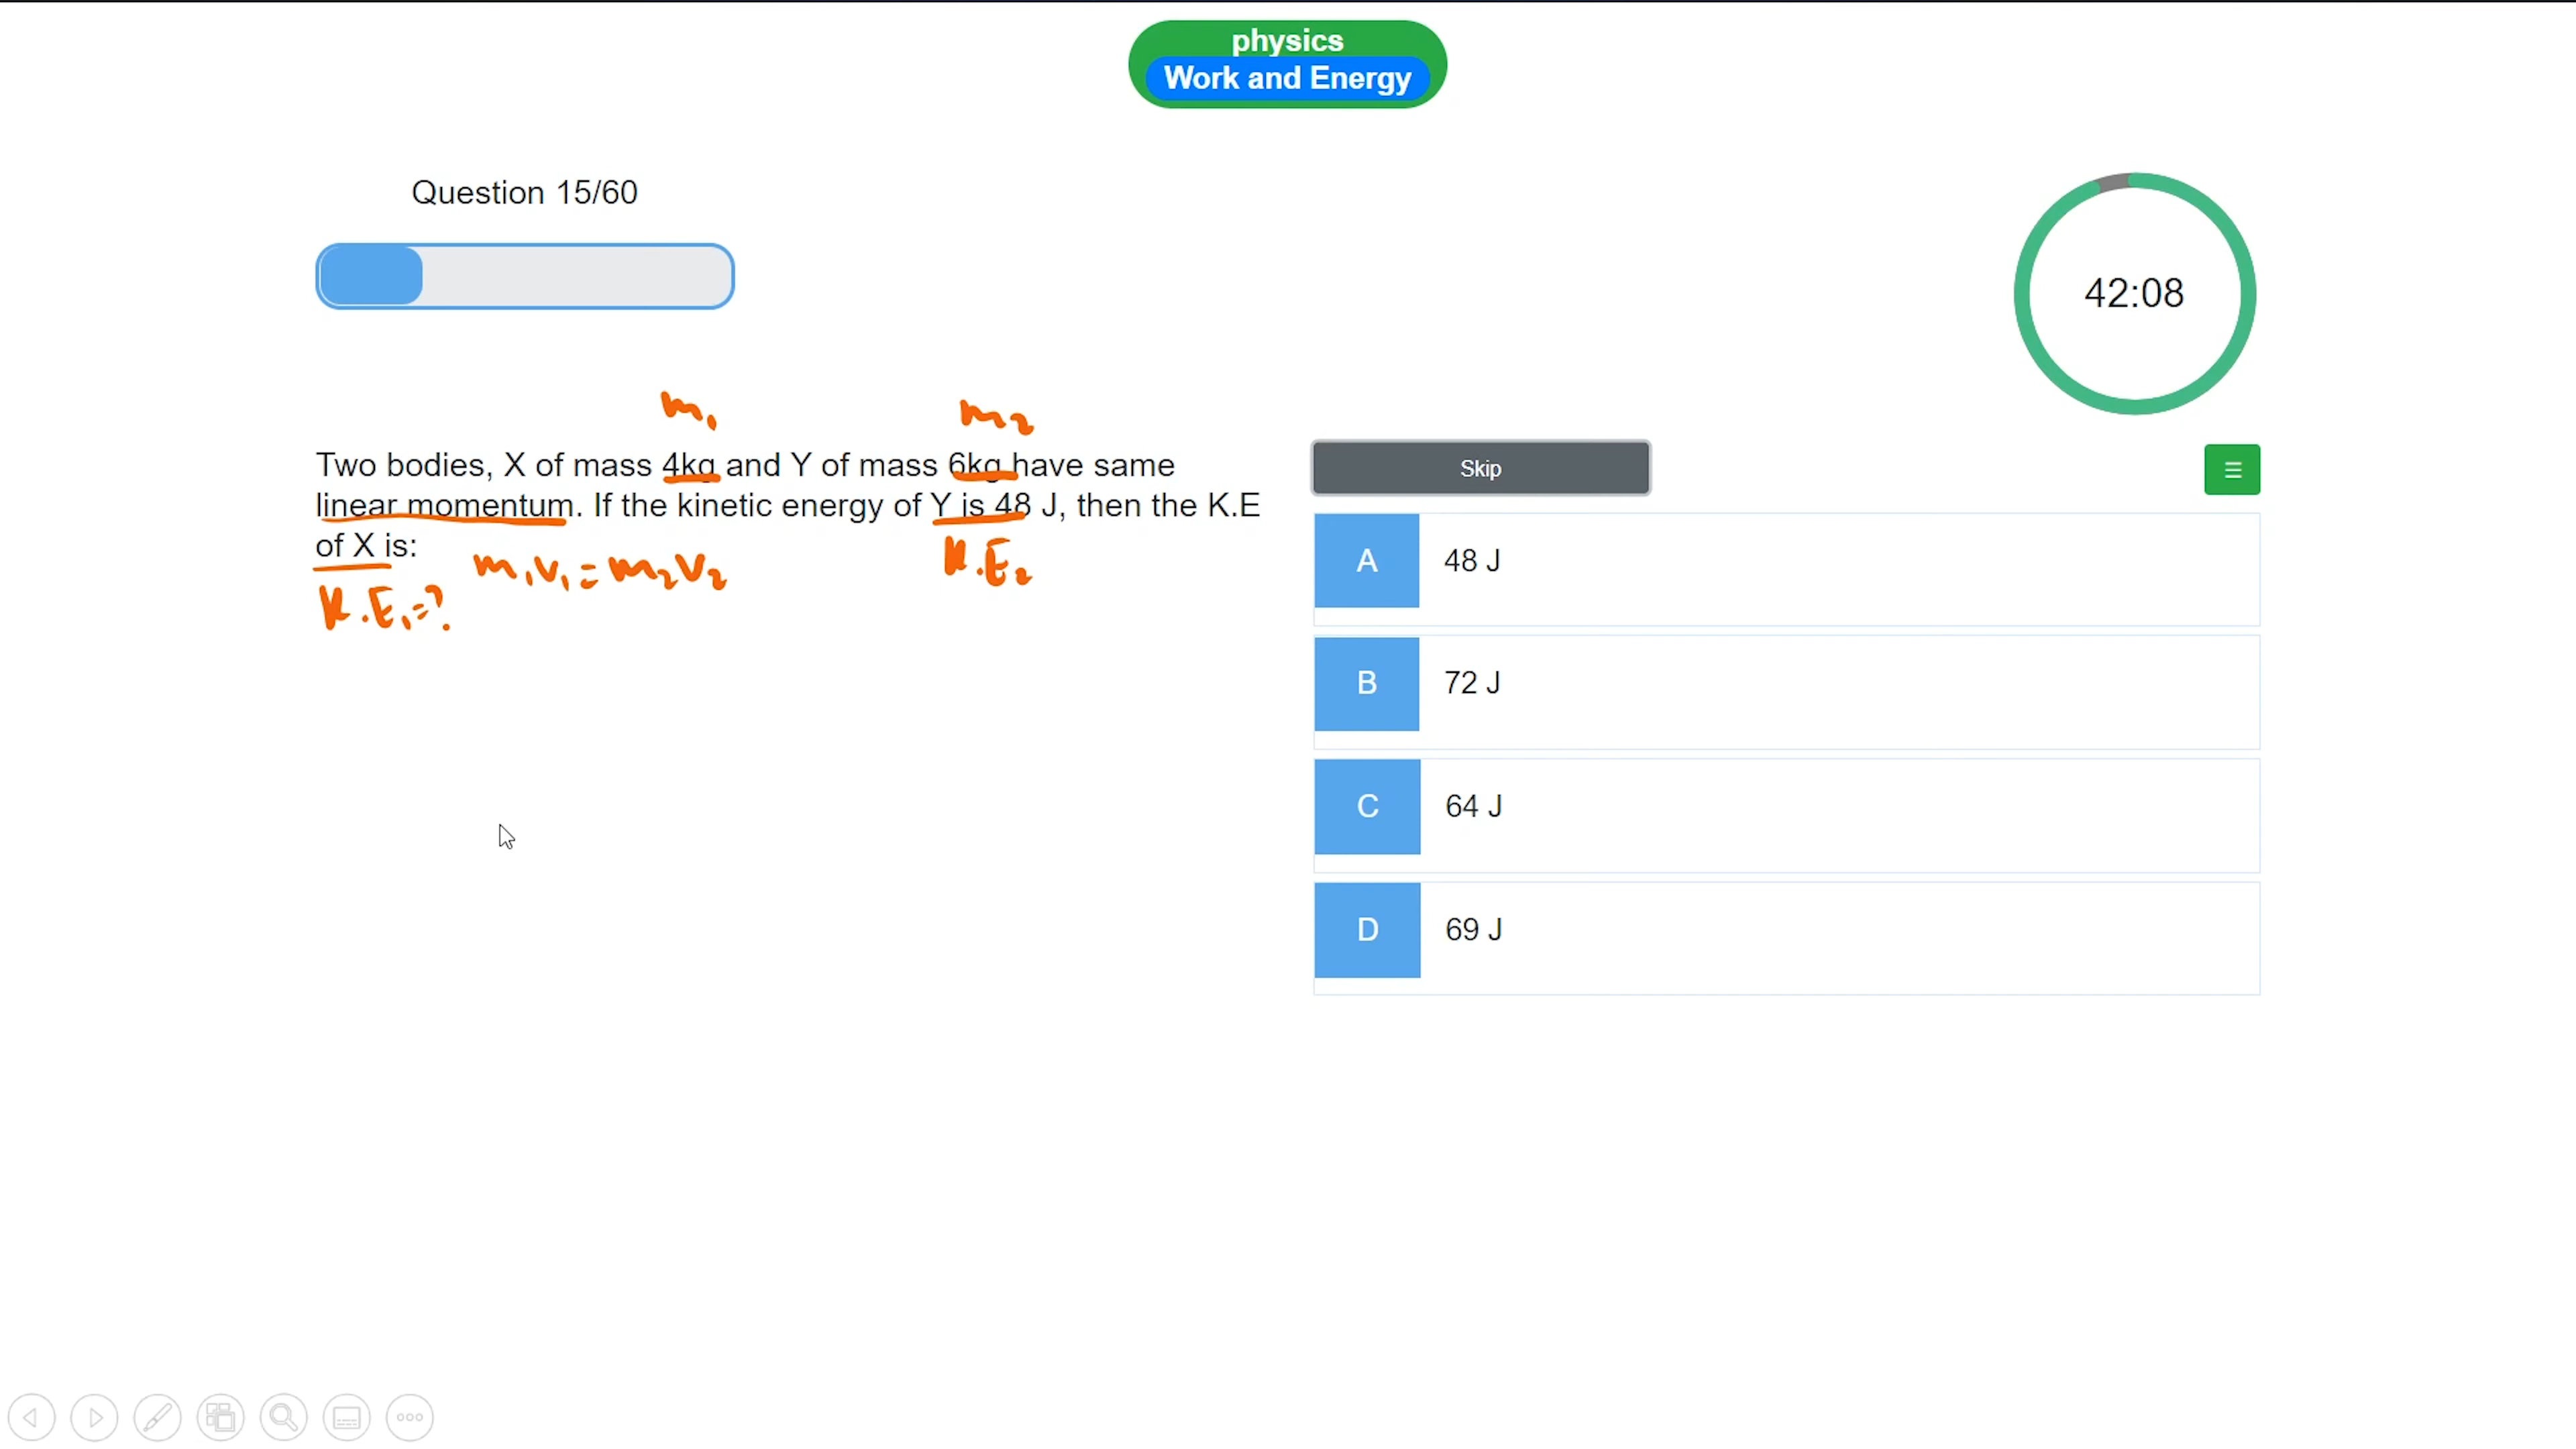 physics
Work and Energy
Question 15/60
42:08
m₁ m₂
Two bodies, X of mass 4kg and Y of mass 6kg have same
linear momentum. If the kinetic energy of Y is 48 J, then the K.E
of X is:
m₁v₁=m₂v₂
K.E₂
K.E₁=?
Skip
☰
A 48 J
B 72 J
C 64 J
D 69 J